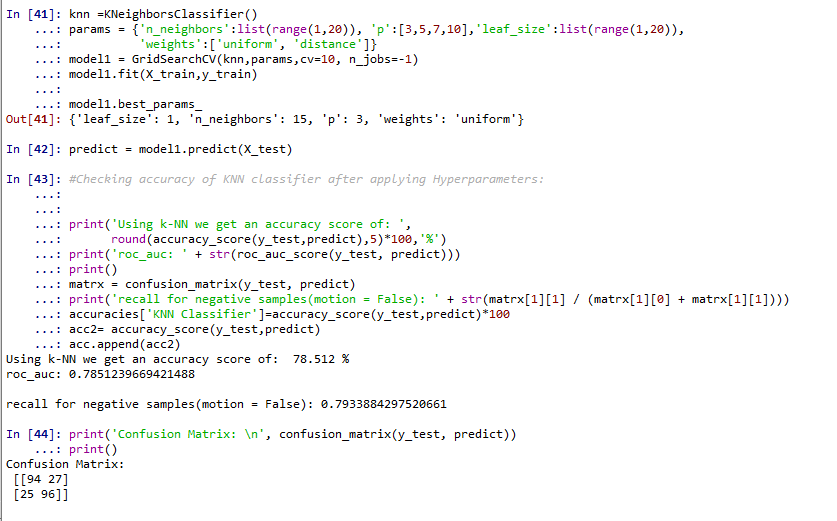 In [41]: knn =KNeighborsClassifier()
    ...: params = {'n_neighbors':list(range(1,20)), 'p':[3,5,7,10],'leaf_size':list(range(1,20)),
    ...:           'weights':['uniform', 'distance']}
    ...: model1 = GridSearchCV(knn,params,cv=10, n_jobs=-1)
    ...: model1.fit(X_train,y_train)
    ...:
    ...: model1.best_params_
Out[41]: {'leaf_size': 1, 'n_neighbors': 15, 'p': 3, 'weights': 'uniform'}
In [42]: predict = model1.predict(X_test)
In [43]: #Checking accuracy of KNN classifier after applying Hyperparameters:
    ...:
    ...:
    ...: print('Using k-NN we get an accuracy score of: ',
    ...:       round(accuracy_score(y_test,predict),5)*100,'%')
    ...: print('roc_auc: ' + str(roc_auc_score(y_test, predict)))
    ...: print()
    ...: matrx = confusion_matrix(y_test, predict)
    ...: print('recall for negative samples(motion = False): ' + str(matrx[1][1] / (matrx[1][0] + matrx[1][1])))
    ...: accuracies['KNN Classifier']=accuracy_score(y_test,predict)*100
    ...: acc2= accuracy_score(y_test,predict)
    ...: acc.append(acc2)
Using k-NN we get an accuracy score of:  78.512 %
roc_auc: 0.7851239669421488
recall for negative samples(motion = False): 0.7933884297520661
In [44]: print('Confusion Matrix: \n', confusion_matrix(y_test, predict))
    ...: print()
Confusion Matrix:
 [[94 27]
 [25 96]]